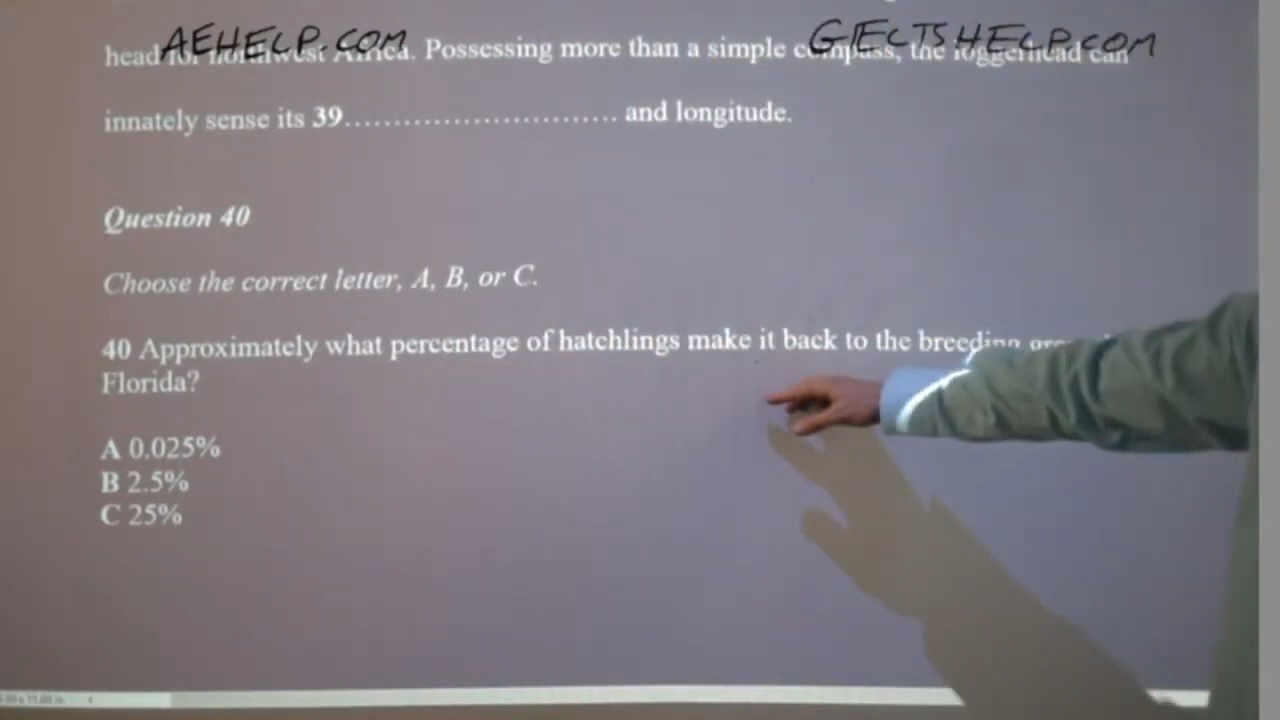 AEHELP.COM GIELTSHELP.COM
head for northwest Africa. Possessing more than a simple compass, the loggerhead can
innately sense its 39........................... and longitude.
Question 40
Choose the correct letter, A, B, or C.
40 Approximately what percentage of hatchlings make it back to the breeding
Florida?
A 0.025%
B 2.5%
C 25%